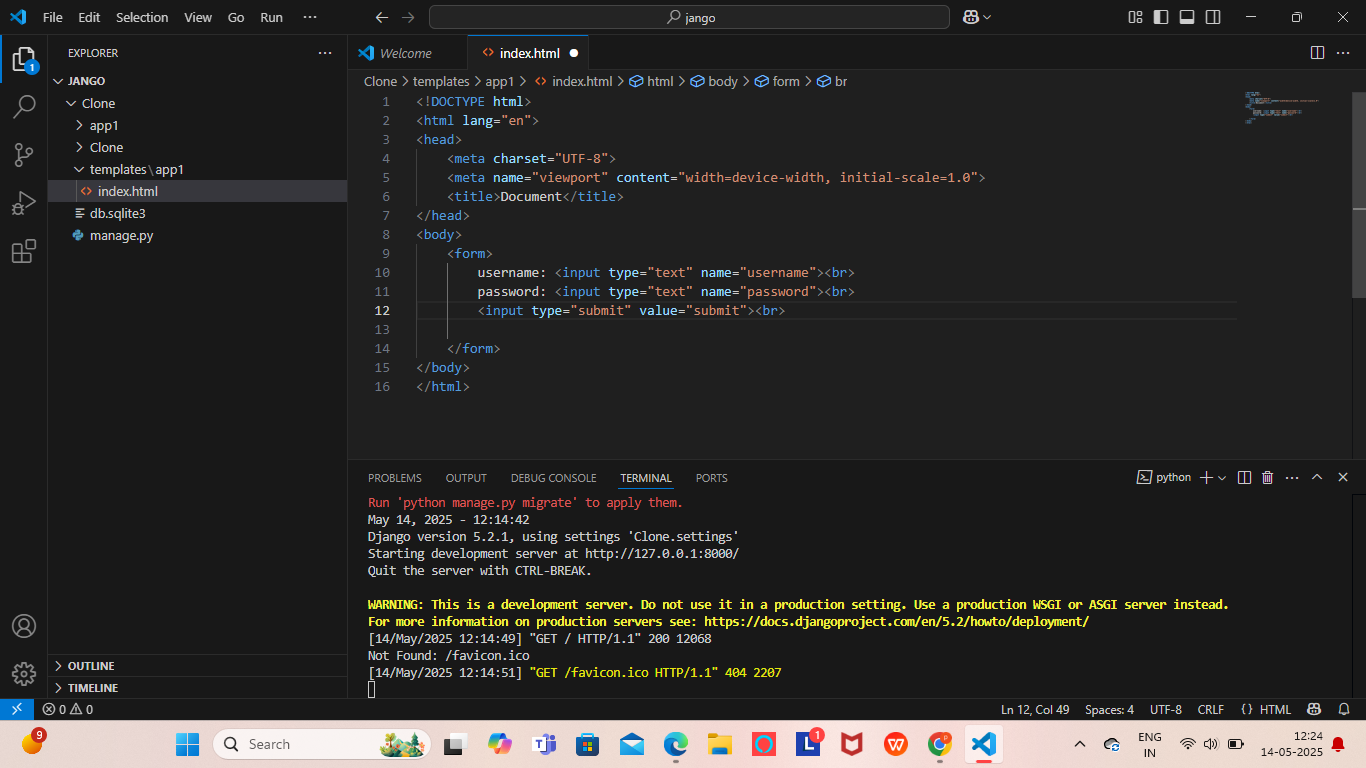 File Edit Selection View Go Run ··· jango
EXPLORER ···
JANGO
Clone
app1
Clone
templates\app1
index.html
db.sqlite3
manage.py
OUTLINE
TIMELINE
1
Welcome index.html
Clone > templates > app1 > index.html > html > body > form > br
1 <!DOCTYPE html>
2 <html lang="en">
3 <head>
4 <meta charset="UTF-8">
5 <meta name="viewport" content="width=device-width, initial-scale=1.0">
6 <title>Document</title>
7 </head>
8 <body>
9 <form>
10 username: <input type="text" name="username"><br>
11 password: <input type="text" name="password"><br>
12 <input type="submit" value="submit"><br>
13
14 </form>
15 </body>
16 </html>
PROBLEMS OUTPUT DEBUG CONSOLE TERMINAL PORTS python
Run 'python manage.py migrate' to apply them.
May 14, 2025 - 12:14:42
Django version 5.2.1, using settings 'Clone.settings'
Starting development server at http://127.0.0.1:8000/
Quit the server with CTRL-BREAK.
WARNING: This is a development server. Do not use it in a production setting. Use a production WSGI or ASGI server instead.
For more information on production servers see: https://docs.djangoproject.com/en/5.2/howto/deployment/
[14/May/2025 12:14:49] "GET / HTTP/1.1" 200 12068
Not Found: /favicon.ico
[14/May/2025 12:14:51] "GET /favicon.ico HTTP/1.1" 404 2207
0 0 Ln 12, Col 49 Spaces: 4 UTF-8 CRLF {} HTML
9 Search L 1 W P ENG 12:24
IN 14-05-2025